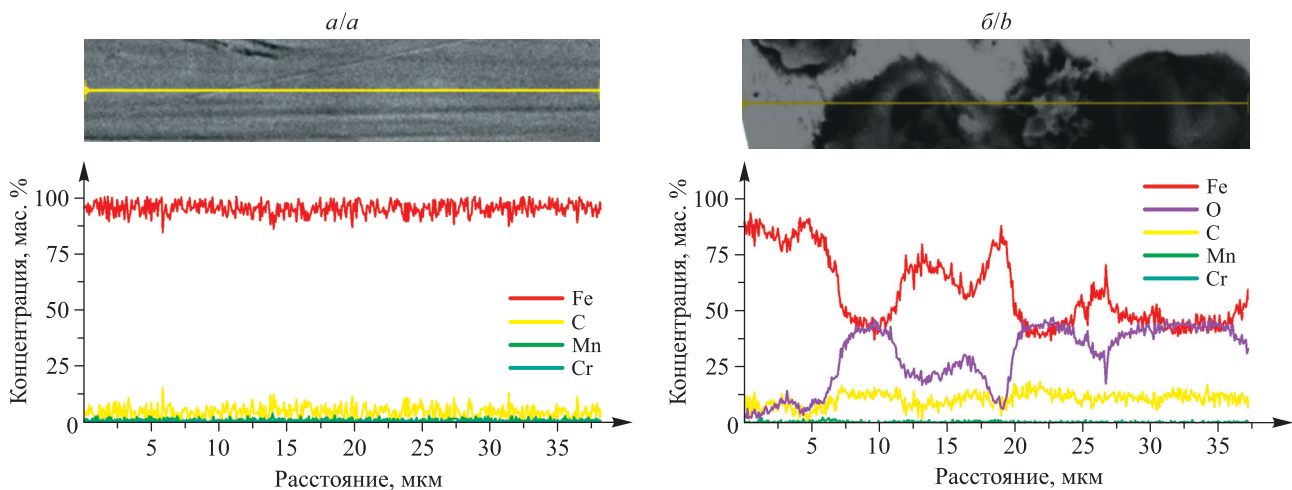 а/a
Концентрация, мас. %
100
75
50
25
0
Fe
C
Mn
Cr
5 10 15 20 25 30 35
Расстояние, мкм
б/b
Концентрация, мас. %
100
75
50
25
0
Fe
O
C
Mn
Cr
5 10 15 20 25 30 35
Расстояние, мкм